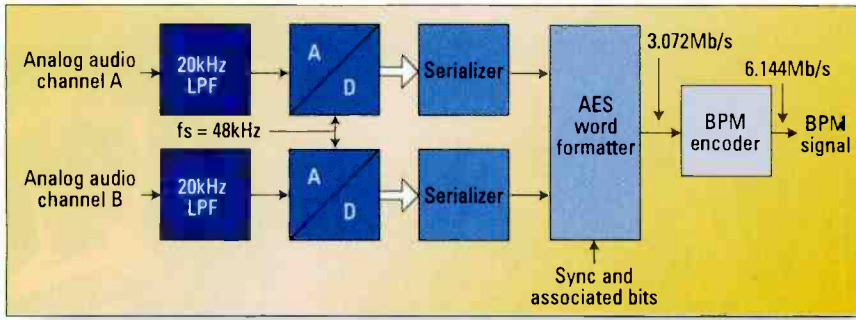 Analog audio
channel A
20kHz
LPF
A
D
Serializer
fs = 48kHz
Analog audio
channel B
20kHz
LPF
A
D
Serializer
AES
word
formatter
Sync and
associated bits
3.072Mb/s
BPM
encoder
6.144Mb/s
BPM
signal